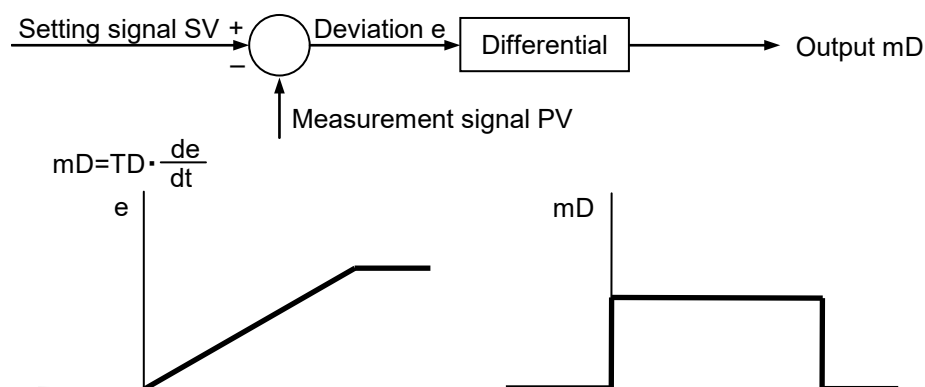 Setting signal SV + Deviation e Differential Output mD
−
Measurement signal PV
mD=TD· de
dt
e mD